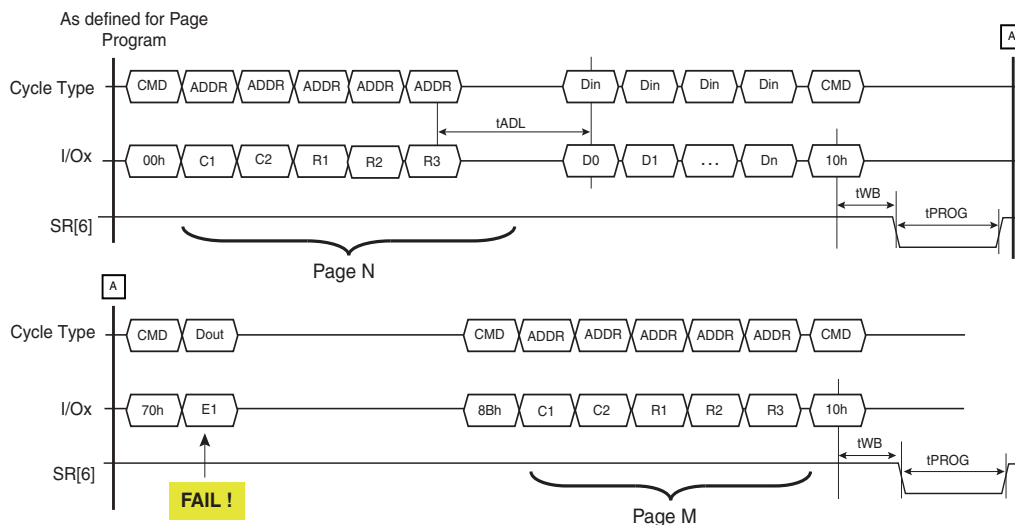 As defined for Page
Program
A
Cycle Type CMD ADDR ADDR ADDR ADDR ADDR Din Din Din Din CMD
tADL
I/Ox 00h C1 C2 R1 R2 R3 D0 D1 ... Dn 10h
tWB tPROG
SR[6]
Page N
A
Cycle Type CMD Dout CMD ADDR ADDR ADDR ADDR ADDR CMD
I/Ox 70h E1 8Bh C1 C2 R1 R2 R3 10h
tWB tPROG
SR[6]
FAIL !
Page M